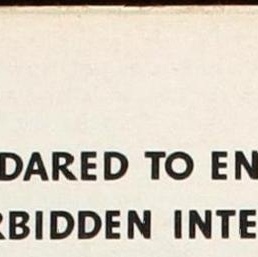 DARED TO EN
RBIDDEN INTE